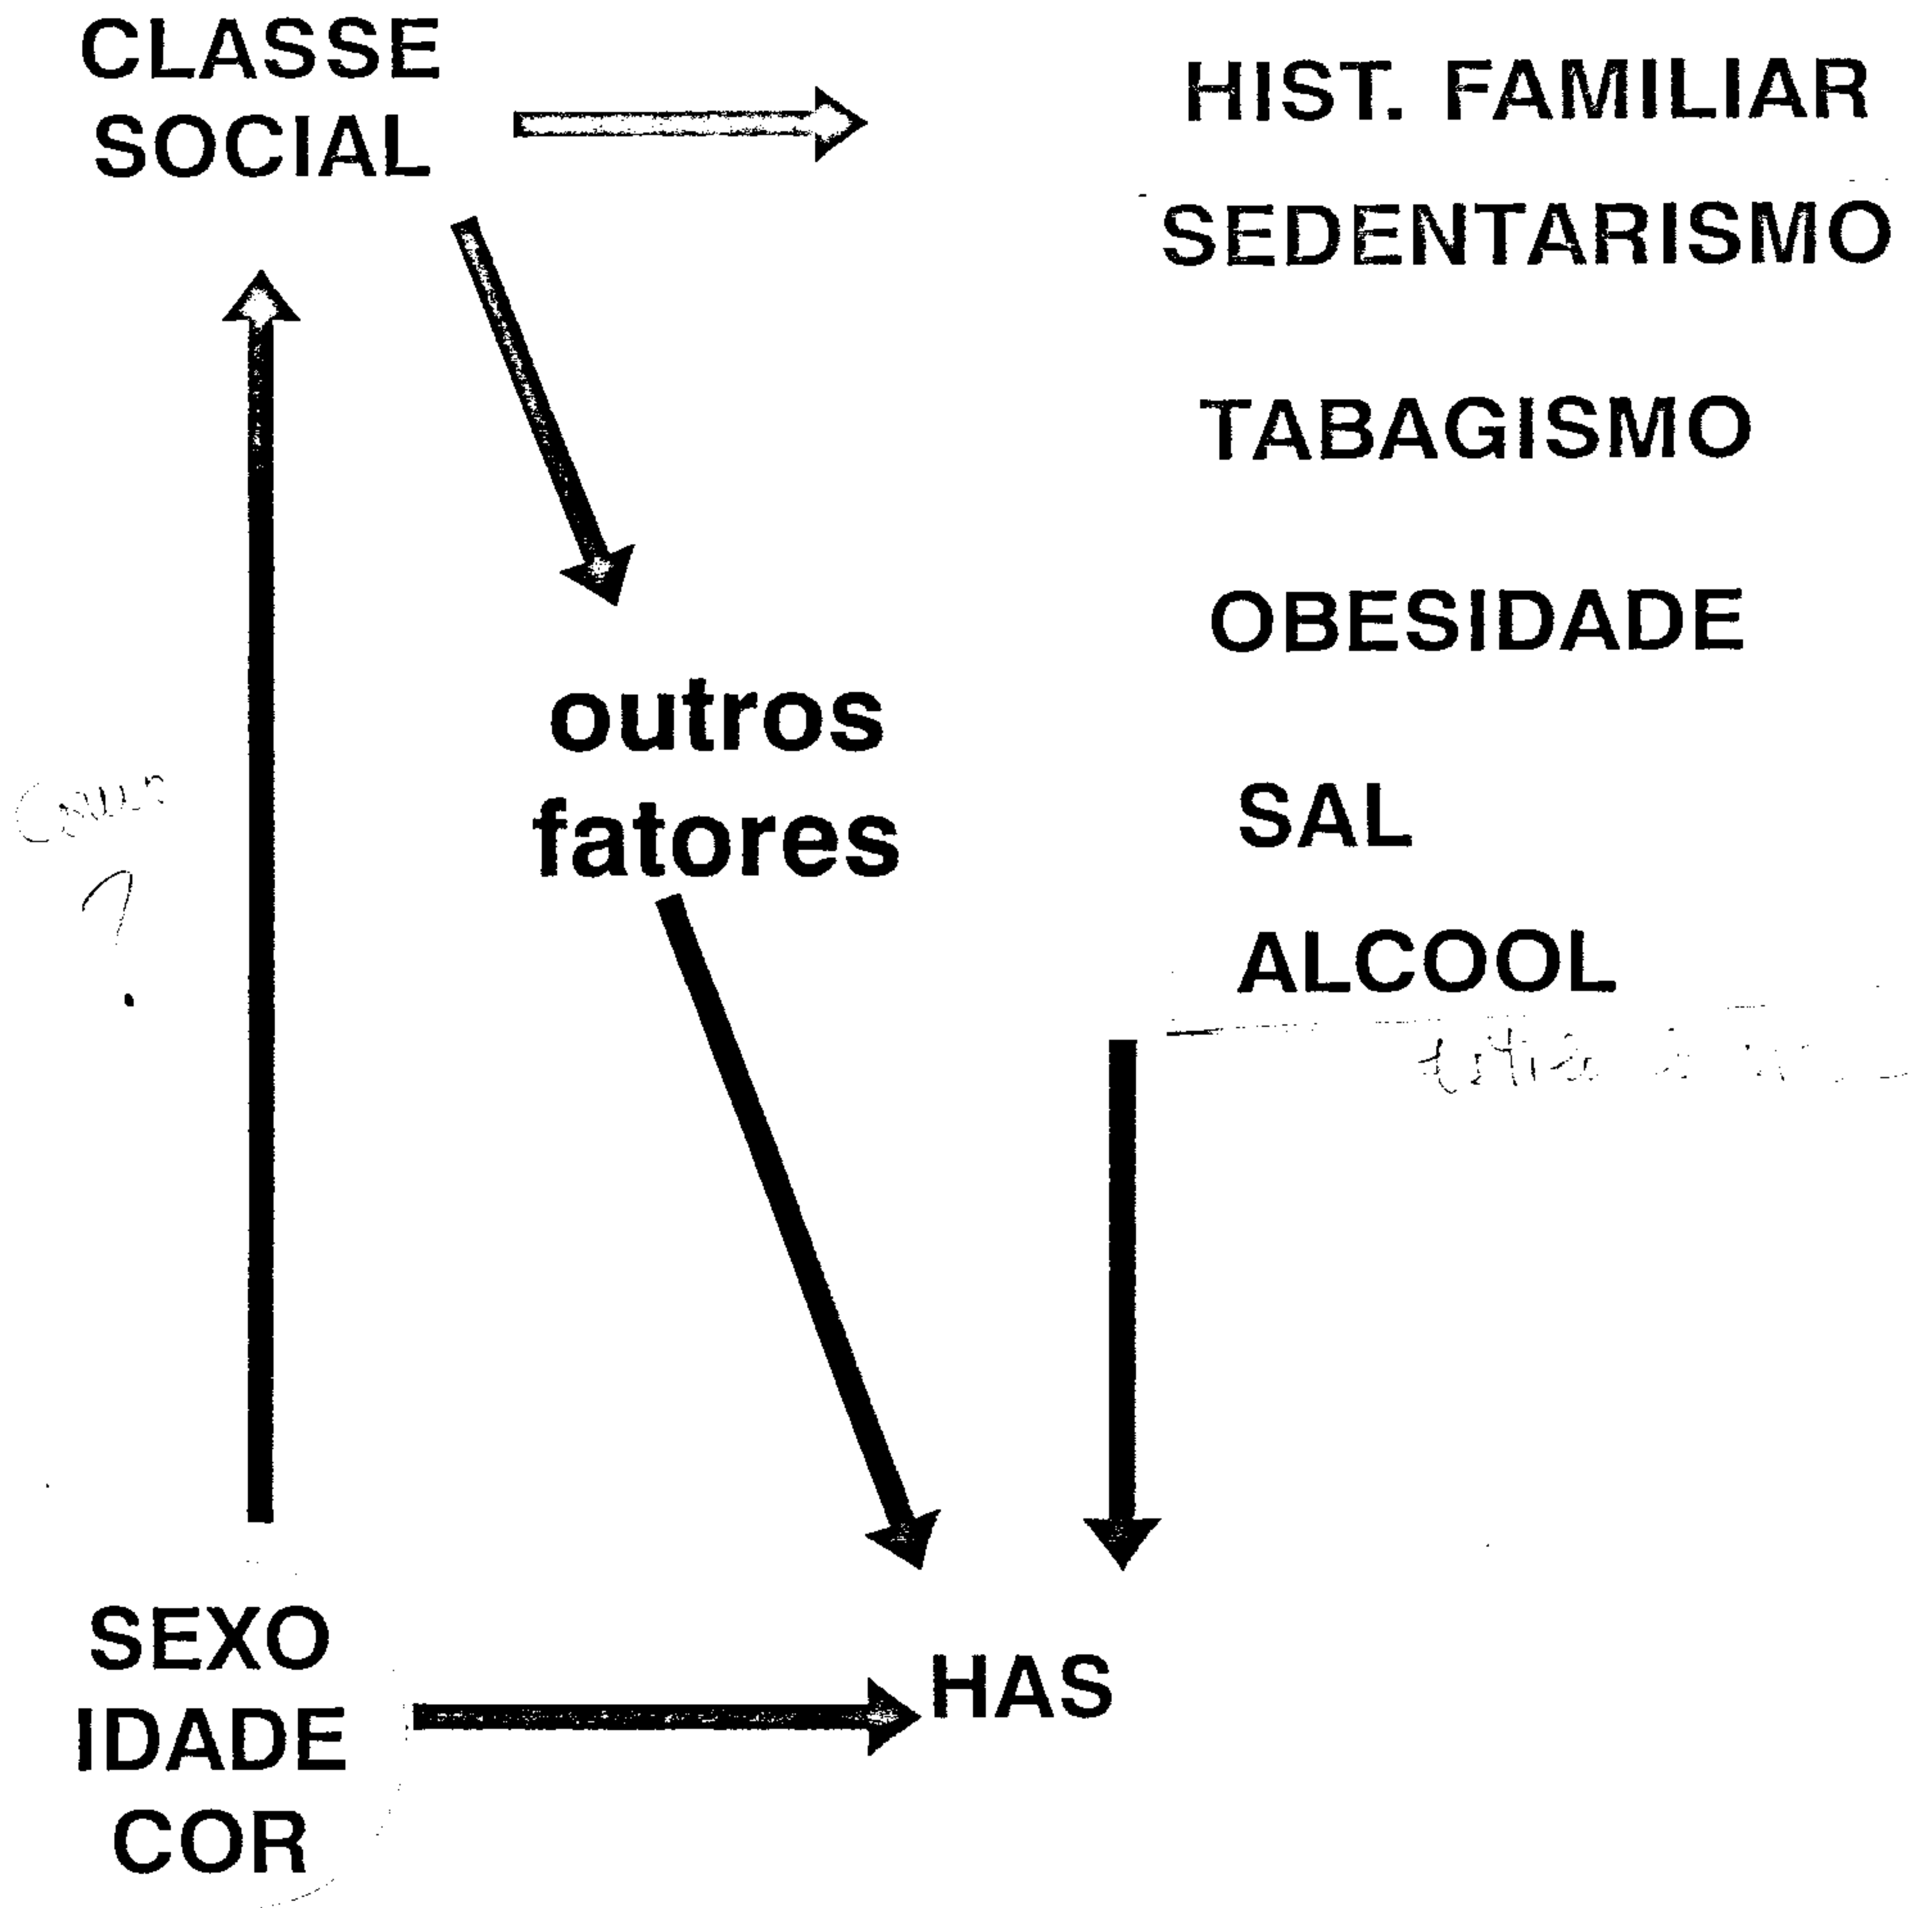 CLASSE
SOCIAL
HIST. FAMILIAR
SEDENTARISMO
TABAGISMO
OBESIDADE
outros
fatores
SAL
ALCOOL
?
SEXO
IDADE
COR
HAS